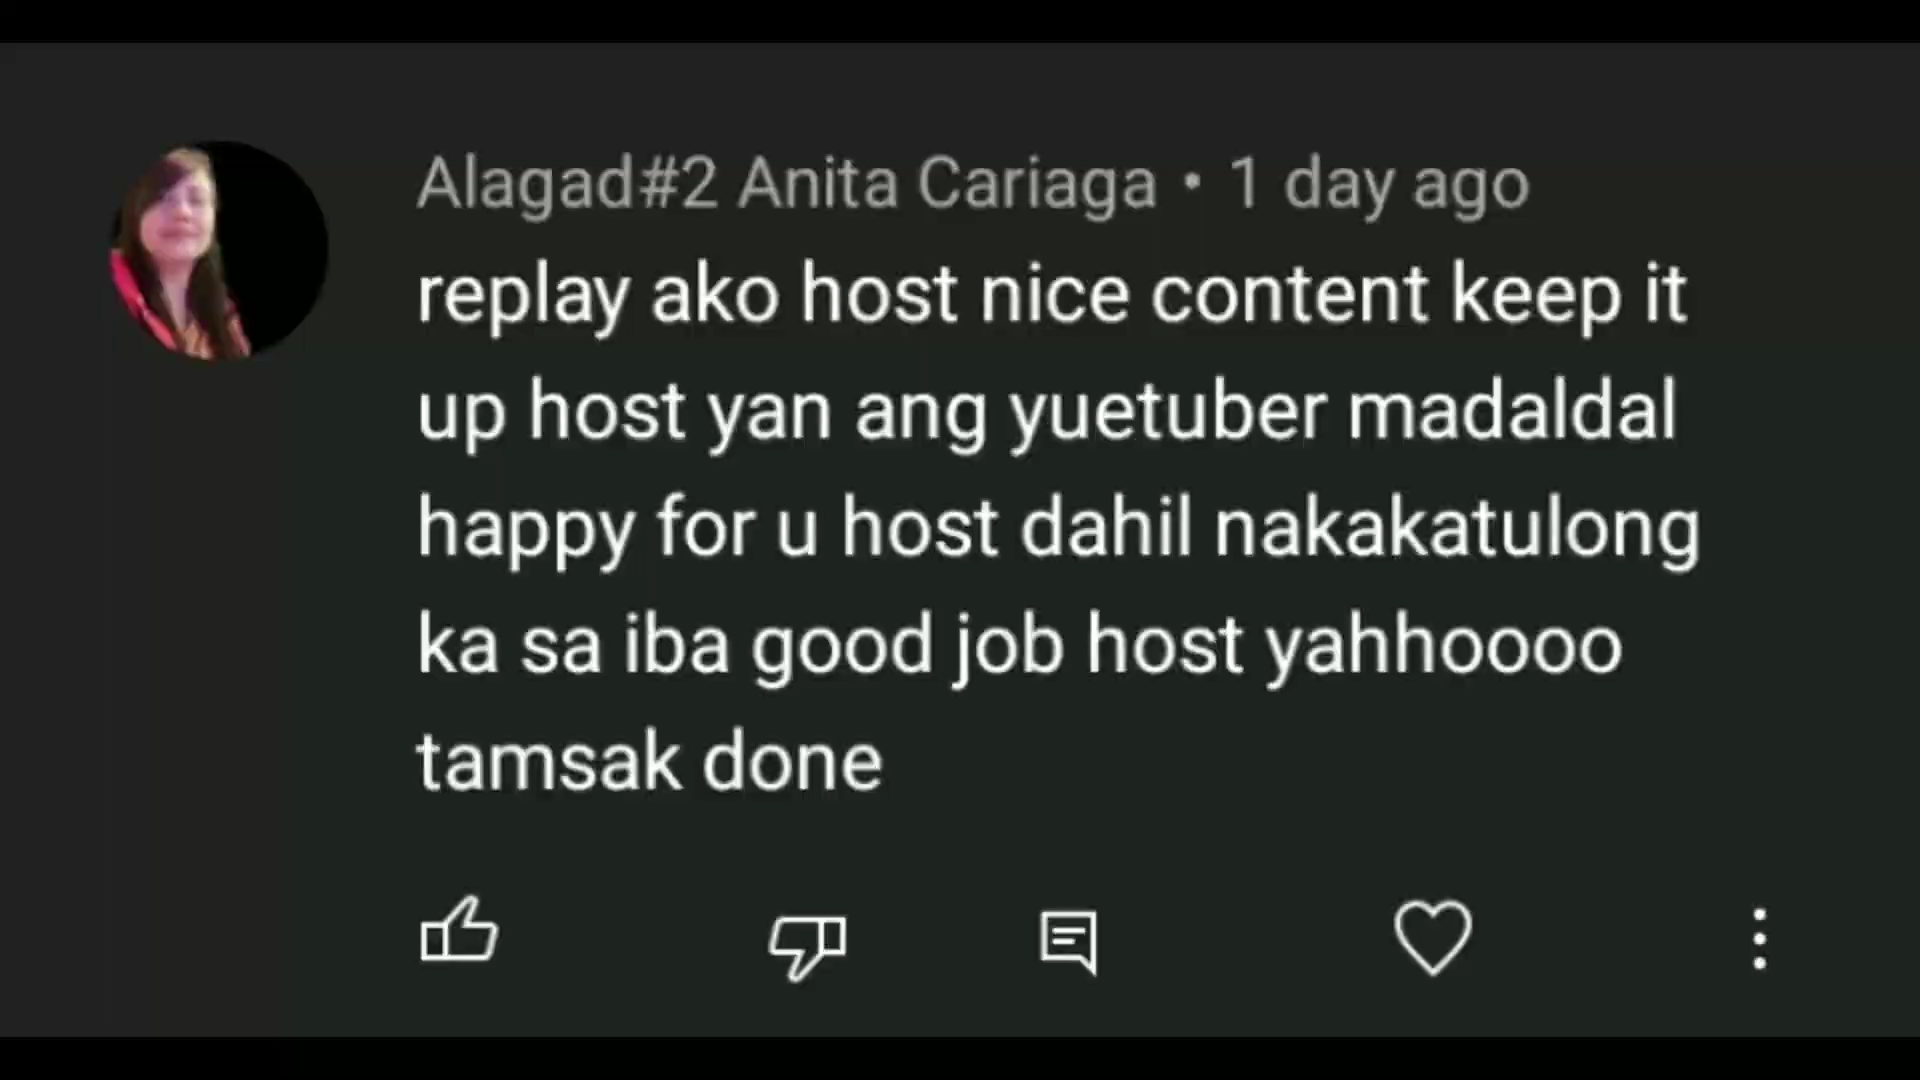 Alagad#2 Anita Cariaga • 1 day ago
replay ako host nice content keep it
up host yan ang yuetuber madaldal
happy for u host dahil nakakatulong
ka sa iba good job host yahhoooo
tamsak done